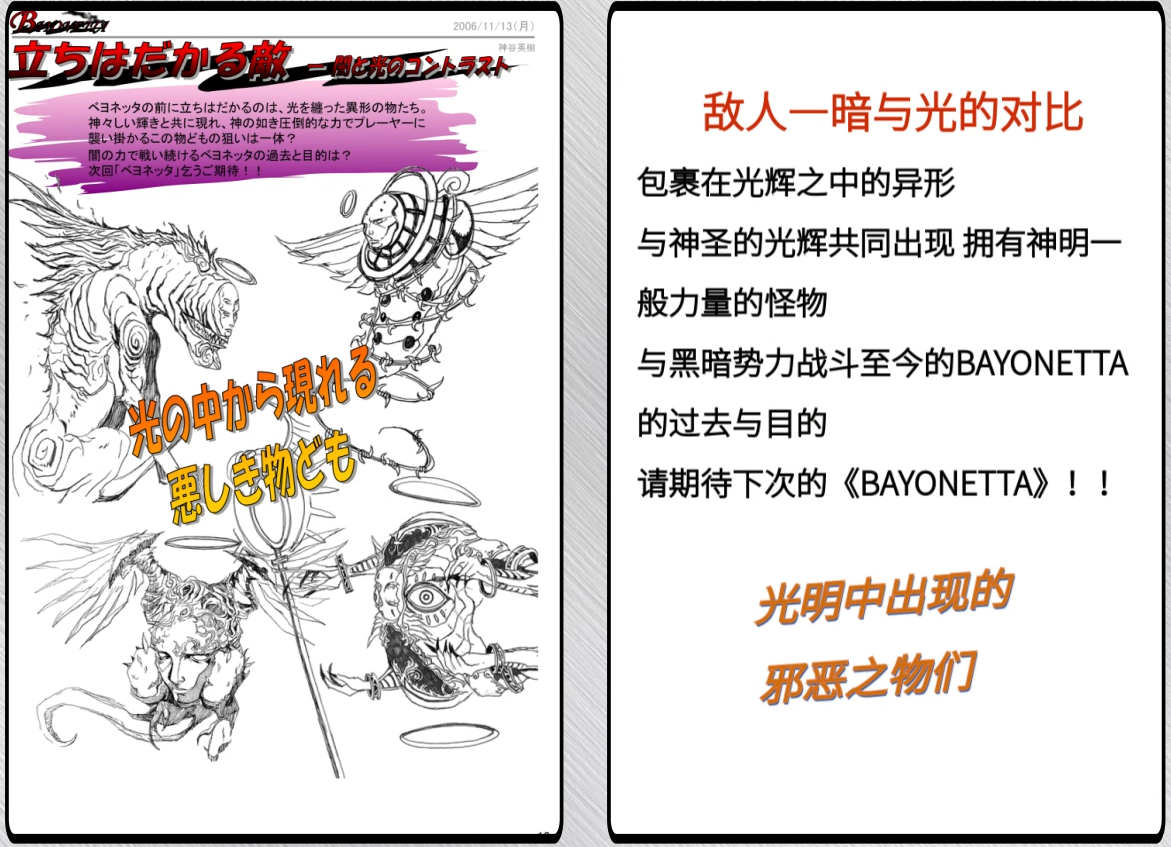 Bayonetta
2006/11/13(月)
神谷英樹
立ちはだかる敵 ー 闇と光のコントラスト
ベヨネッタの前に立ちはだかるのは、光を纏った異形の物たち。
神々しい輝きと共に現れ、神の如き圧倒的な力でプレーヤーに
襲い掛かるこの物どもの狙いは一体？
闇の力で戦い続けるベヨネッタの過去と目的は？
次回「ベヨネッタ」乞うご期待！！
光の中から現れる
悪しき物ども
敌人一暗与光的对比
包裹在光辉之中的异形
与神圣的光辉共同出现 拥有神明一
般力量的怪物
与黑暗势力战斗至今的BAYONETTA
的过去与目的
请期待下次的《BAYONETTA》！！
光明中出现的
邪恶之物们